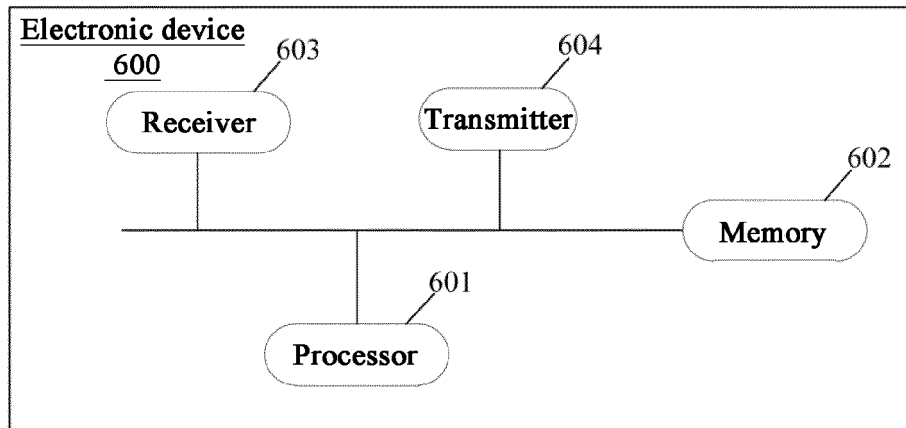 Electronic device
600
603
Receiver
604
Transmitter
602
Memory
601
Processor